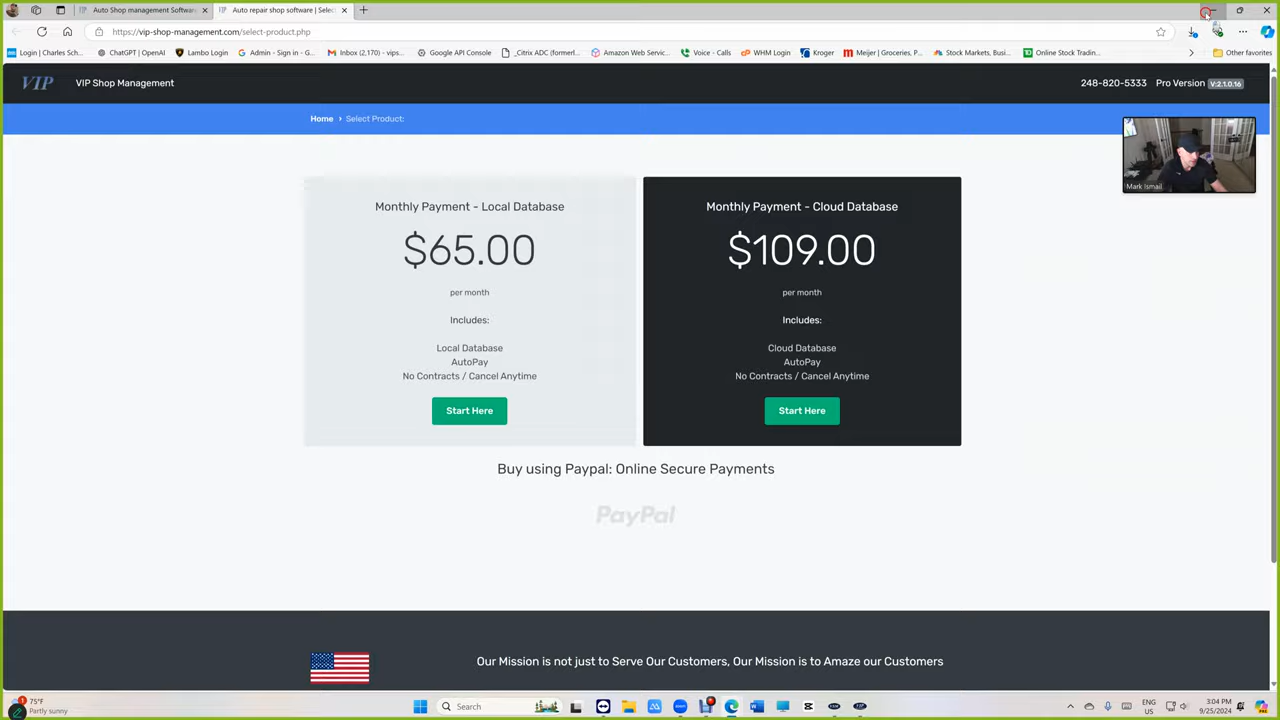 Auto Shop management Software
Auto repair shop software | Selec
https://vip-shop-management.com/select-product.php
Login | Charles Sch...
ChatGPT | OpenAI
Lambo Login
Admin - Sign in - G...
Inbox (2,170) - vips...
Google API Console
_Citrix ADC (formerl...
Amazon Web Servic...
Voice - Calls
WHM Login
Kroger
Meijer | Groceries, P...
Stock Markets, Busi...
Online Stock Tradin...
Other favorites
VIP
VIP Shop Management
248-820-5333
Pro Version V:2.1.0.16
Home › Select Product:
Mark Ismail
Monthly Payment - Local Database
$65.00
per month
Includes:
Local Database
AutoPay
No Contracts / Cancel Anytime
Start Here
Monthly Payment - Cloud Database
$109.00
per month
Includes:
Cloud Database
AutoPay
No Contracts / Cancel Anytime
Start Here
Buy using Paypal: Online Secure Payments
PayPal
Our Mission is not just to Serve Our Customers, Our Mission is to Amaze our Customers
75°F
Partly sunny
Search
ENG
US
3:04 PM
9/25/2024